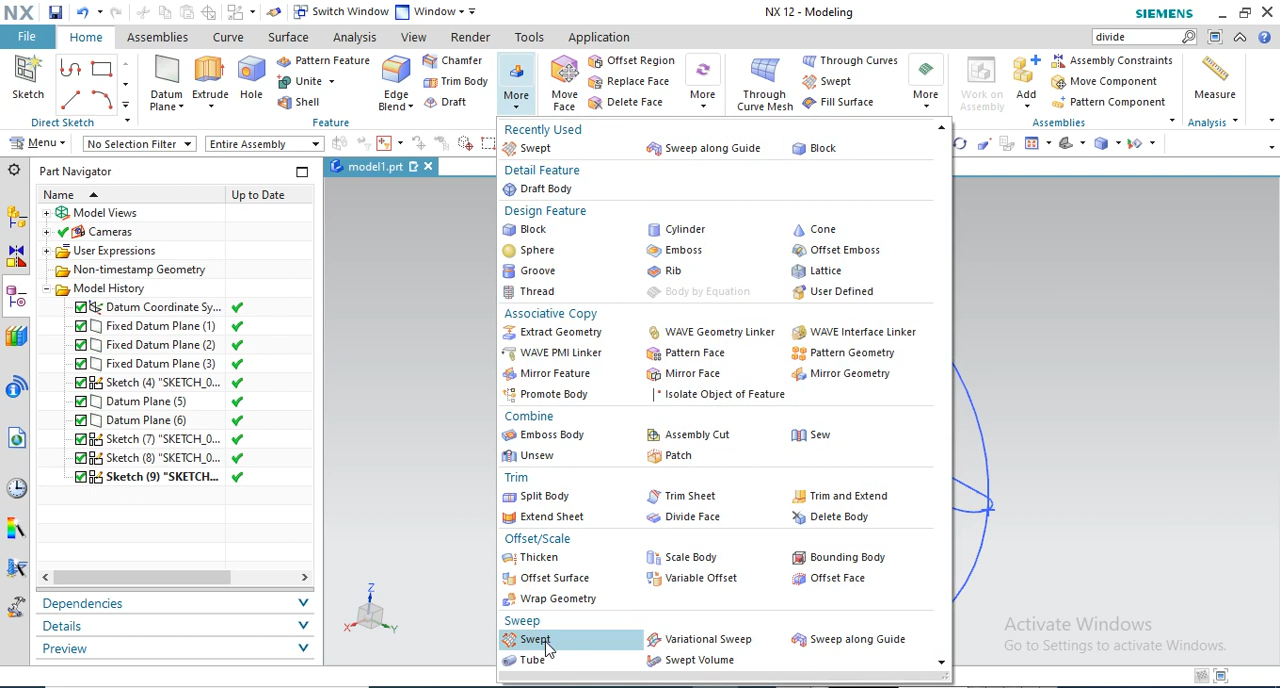 NX Switch Window Window NX 12 - Modeling SIEMENS
File Home Assemblies Curve Surface Analysis View Render Tools Application divide
Sketch Datum Plane Extrude Hole Pattern Feature Unite Shell Edge Blend Chamfer Trim Body Draft More Move Face Offset Region Replace Face Delete Face More Through Curve Mesh Through Curves Swept Fill Surface More Work on Assembly Add Assembly Constraints Move Component Pattern Component Measure
Direct Sketch Feature Assemblies Analysis
Menu No Selection Filter Entire Assembly
Part Navigator
model1.prt
Name Up to Date
Model Views
Cameras
User Expressions
Non-timestamp Geometry
Model History
Datum Coordinate Sy...
Fixed Datum Plane (1)
Fixed Datum Plane (2)
Fixed Datum Plane (3)
Sketch (4) "SKETCH_0...
Datum Plane (5)
Datum Plane (6)
Sketch (7) "SKETCH_0...
Sketch (8) "SKETCH_0...
Sketch (9) "SKETCH...
Dependencies
Details
Preview
Recently Used
Swept Sweep along Guide Block
Detail Feature
Draft Body
Design Feature
Block Cylinder Cone
Sphere Emboss Offset Emboss
Groove Rib Lattice
Thread Body by Equation User Defined
Associative Copy
Extract Geometry WAVE Geometry Linker WAVE Interface Linker
WAVE PMI Linker Pattern Face Pattern Geometry
Mirror Feature Mirror Face Mirror Geometry
Promote Body Isolate Object of Feature
Combine
Emboss Body Assembly Cut Sew
Unsew Patch
Trim
Split Body Trim Sheet Trim and Extend
Extend Sheet Divide Face Delete Body
Offset/Scale
Thicken Scale Body Bounding Body
Offset Surface Variable Offset Offset Face
Wrap Geometry
Sweep
Swept Variational Sweep Sweep along Guide
Tube Swept Volume
Z
X Y
Activate Windows
Go to Settings to activate Windows.